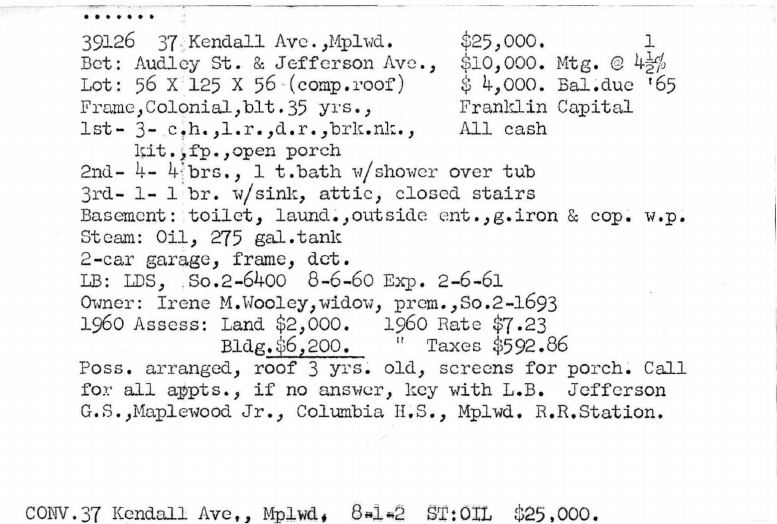 39126 37 Kendall Ave.,Mplwd. $25,000. 1
Bet: Audley St. & Jefferson Ave., $10,000. Mtg. @ 4½%
Lot: 56 X 125 X 56 (comp.roof) $ 4,000. Bal.due '65
Frame,Colonial,blt.35 yrs., Franklin Capital
1st- 3- c.h.,l.r.,d.r.,brk.nk., All cash
kit.,fp.,open porch
2nd- 4- 4 brs., 1 t.bath w/shower over tub
3rd- 1- 1 br. w/sink, attic, closed stairs
Basement: toilet, laund.,outside ent.,g.iron & cop. w.p.
Steam: Oil, 275 gal.tank
2-car garage, frame, det.
LB: LDS, So.2-6400 8-6-60 Exp. 2-6-61
Owner: Irene M.Wooley,widow, prem.,So.2-1693
1960 Assess: Land $2,000. 1960 Rate $7.23
Bldg.$6,200. " Taxes $592.86
Poss. arranged, roof 3 yrs. old, screens for porch. Call
for all appts., if no answer, key with L.B. Jefferson
G.S.,Maplewood Jr., Columbia H.S., Mplwd. R.R.Station.
CONV.37 Kendall Ave., Mplwd. 8-1-2 ST:OIL $25,000.